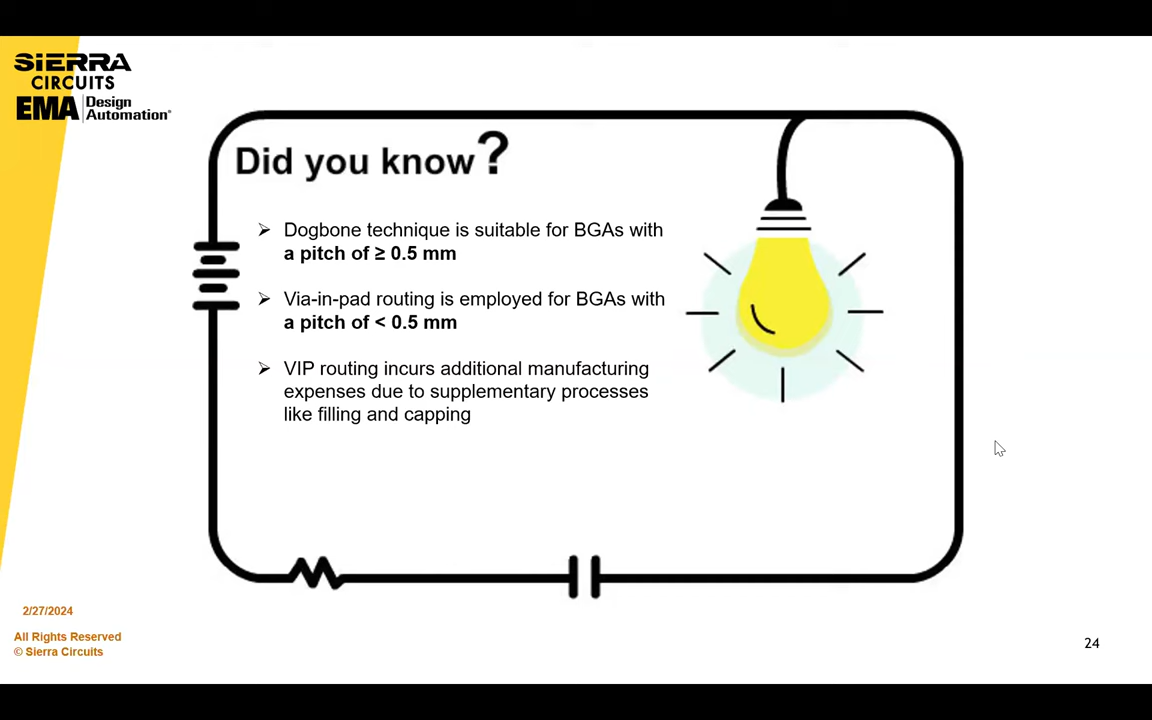 SIERRA
CIRCUITS
EMA Design
Automation®
Did you know?
➢ Dogbone technique is suitable for BGAs with
a pitch of ≥ 0.5 mm
➢ Via-in-pad routing is employed for BGAs with
a pitch of < 0.5 mm
➢ VIP routing incurs additional manufacturing
expenses due to supplementary processes
like filling and capping
2/27/2024
All Rights Reserved
© Sierra Circuits
24